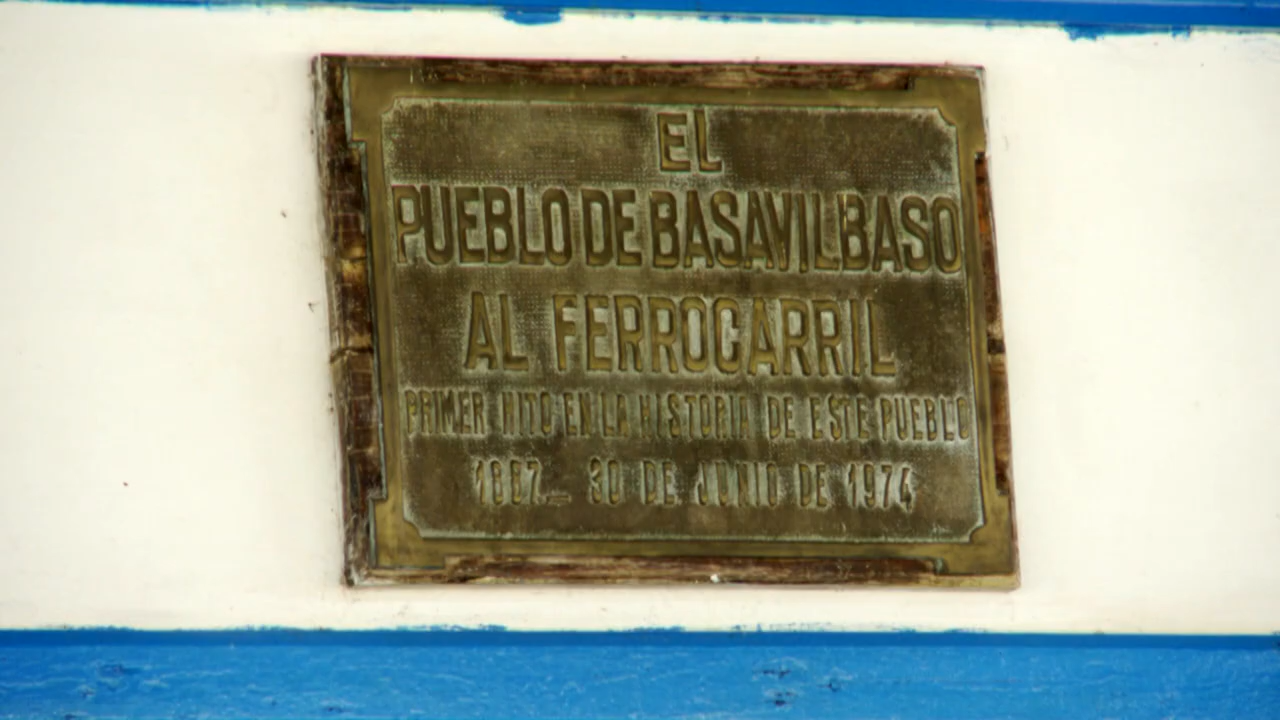 EL
PUEBLO DE BASAVILBASO
AL FERROCARRIL
PRIMER HITO EN LA HISTORIA DE ESTE PUEBLO
1887_ 30 DE JUNIO DE 1974